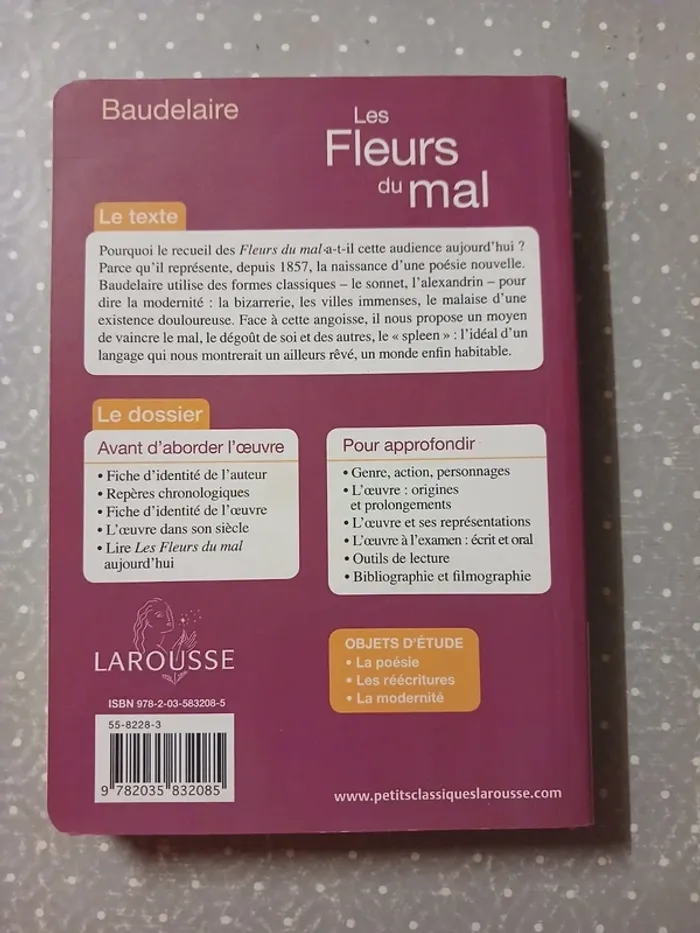 Baudelaire
Les
Fleurs
du mal
Le texte
Pourquoi le recueil des Fleurs du mal a-t-il cette audience aujourd'hui ?
Parce qu'il représente, depuis 1857, la naissance d'une poésie nouvelle.
Baudelaire utilise des formes classiques – le sonnet, l'alexandrin – pour
dire la modernité : la bizarrerie, les villes immenses, le malaise d'une
existence douloureuse. Face à cette angoisse, il nous propose un moyen
de vaincre le mal, le dégoût de soi et des autres, le « spleen » : l'idéal d'un
langage qui nous montrerait un ailleurs rêvé, un monde enfin habitable.
Le dossier
Avant d'aborder l'œuvre
• Fiche d'identité de l'auteur
• Repères chronologiques
• Fiche d'identité de l'œuvre
• L'œuvre dans son siècle
• Lire Les Fleurs du mal
aujourd'hui
Pour approfondir
• Genre, action, personnages
• L'œuvre : origines
et prolongements
• L'œuvre et ses représentations
• L'œuvre à l'examen : écrit et oral
• Outils de lecture
• Bibliographie et filmographie
LAROUSSE
OBJETS D'ÉTUDE
• La poésie
• Les réécritures
• La modernité
ISBN 978-2-03-583208-5
55-8228-3
9 782035 832085
www.petitsclassiqueslarousse.com